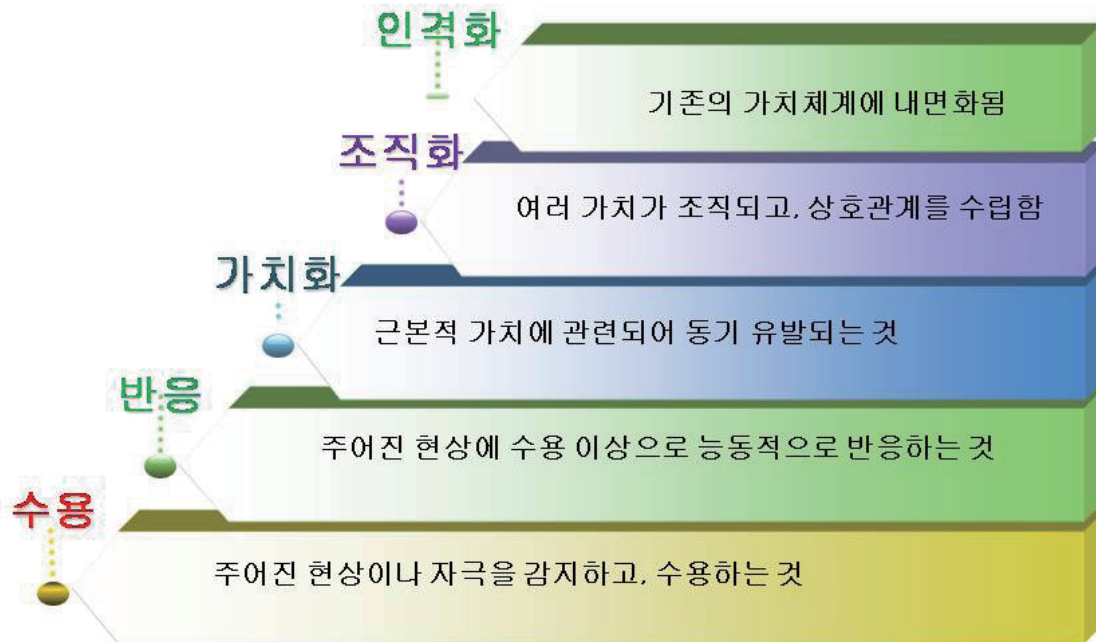 인격화
기존의 가치체계에 내면화됨
조직화
여러 가치가 조직되고, 상호관계를 수립함
가치화
근본적 가치에 관련되어 동기 유발되는 것
반응
주어진 현상에 수용 이상으로 능동적으로 반응하는 것
수용
주어진 현상이나 자극을 감지하고, 수용하는 것